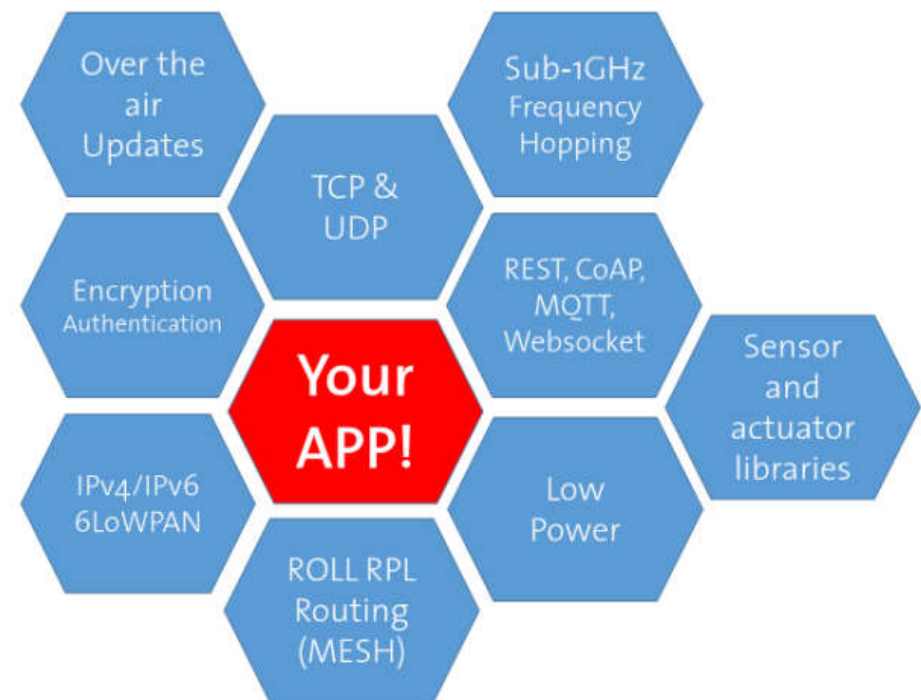 Over the
air
Updates
Sub-1GHz
Frequency
Hopping
TCP &
UDP
Encryption
Authentication
REST, CoAP,
MQTT,
Websocket
Your
APP!
Sensor
and
actuator
libraries
IPv4/IPv6
6LoWPAN
Low
Power
ROLL RPL
Routing
(MESH)